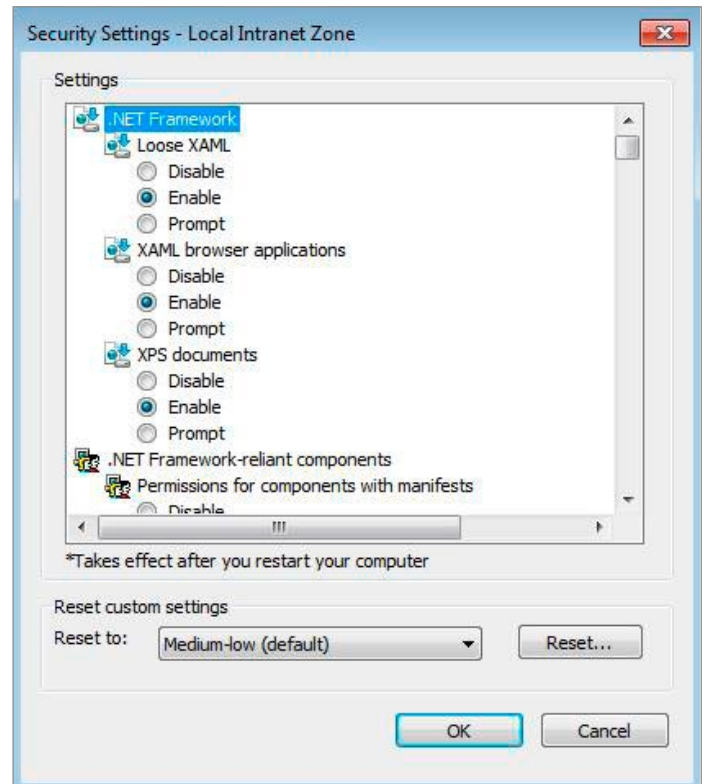 Security Settings - Local Intranet Zone
Settings
.NET Framework
Loose XAML
Disable
Enable
Prompt
XAML browser applications
Disable
Enable
Prompt
XPS documents
Disable
Enable
Prompt
.NET Framework-reliant components
Permissions for components with manifests
Disable
*Takes effect after you restart your computer
Reset custom settings
Reset to: Medium-low (default) Reset...
OK Cancel